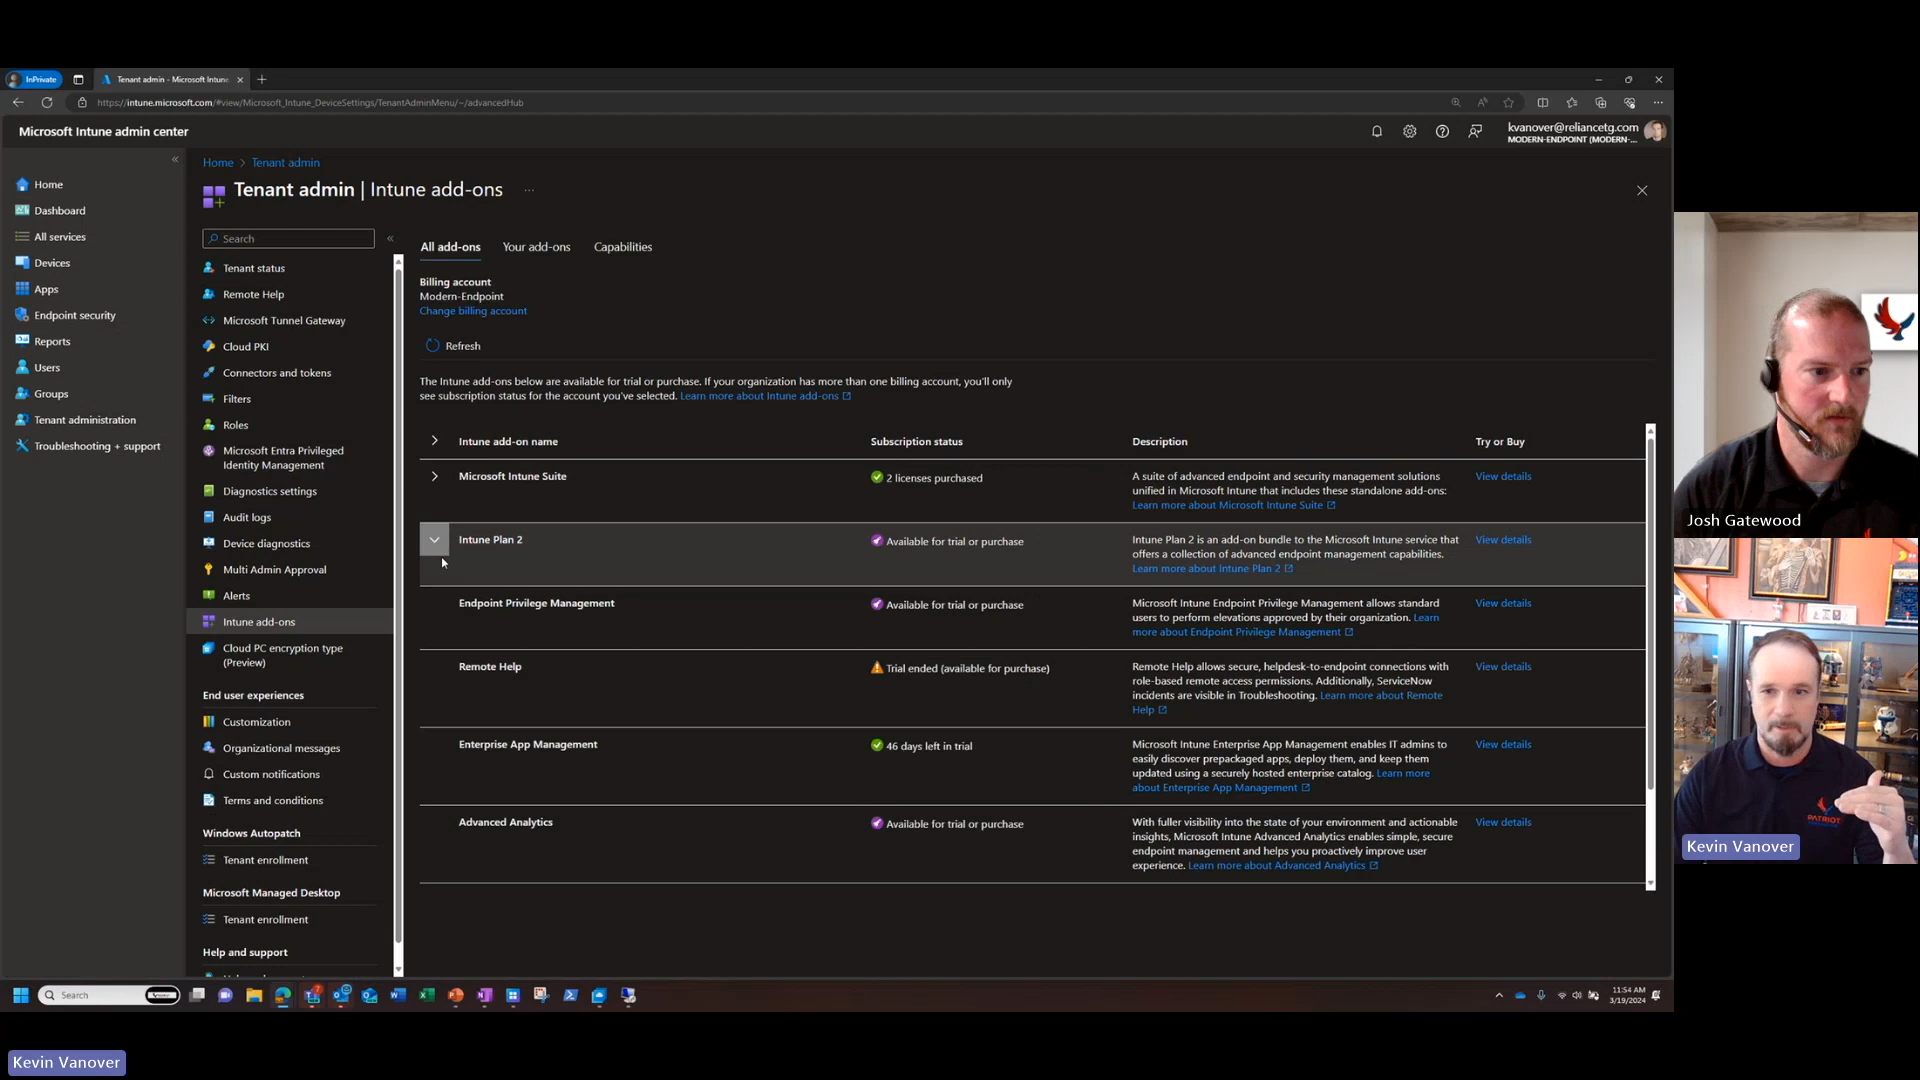 InPrivate
Tenant admin - Microsoft Intune
https://intune.microsoft.com/#view/Microsoft_Intune_DeviceSettings/TenantAdminMenu/~/advancedHub
Microsoft Intune admin center
kvanover@reliancetg.com
MODERN-ENDPOINT (MODERN-...
Home
Dashboard
All services
Devices
Apps
Endpoint security
Reports
Users
Groups
Tenant administration
Troubleshooting + support
Home > Tenant admin
Tenant admin | Intune add-ons ...
Search
Tenant status
Remote Help
Microsoft Tunnel Gateway
Cloud PKI
Connectors and tokens
Filters
Roles
Microsoft Entra Privileged
Identity Management
Diagnostics settings
Audit logs
Device diagnostics
Multi Admin Approval
Alerts
Intune add-ons
Cloud PC encryption type
(Preview)
End user experiences
Customization
Organizational messages
Custom notifications
Terms and conditions
Windows Autopatch
Tenant enrollment
Microsoft Managed Desktop
Tenant enrollment
Help and support
All add-ons Your add-ons Capabilities
Billing account
Modern-Endpoint
Change billing account
Refresh
The Intune add-ons below are available for trial or purchase. If your organization has more than one billing account, you'll only
see subscription status for the account you've selected. Learn more about Intune add-ons
Intune add-on name Subscription status Description Try or Buy
Microsoft Intune Suite 2 licenses purchased A suite of advanced endpoint and security management solutions View details
unified in Microsoft Intune that includes these standalone add-ons:
Learn more about Microsoft Intune Suite
Intune Plan 2 Available for trial or purchase Intune Plan 2 is an add-on bundle to the Microsoft Intune service that View details
offers a collection of advanced endpoint management capabilities.
Learn more about Intune Plan 2
Endpoint Privilege Management Available for trial or purchase Microsoft Intune Endpoint Privilege Management allows standard View details
users to perform elevations approved by their organization. Learn
more about Endpoint Privilege Management
Remote Help Trial ended (available for purchase) Remote Help allows secure, helpdesk-to-endpoint connections with View details
role-based remote access permissions. Additionally, ServiceNow
incidents are visible in Troubleshooting. Learn more about Remote
Help
Enterprise App Management 46 days left in trial Microsoft Intune Enterprise App Management enables IT admins to View details
easily discover prepackaged apps, deploy them, and keep them
updated using a securely hosted enterprise catalog. Learn more
about Enterprise App Management
Advanced Analytics Available for trial or purchase With fuller visibility into the state of your environment and actionable View details
insights, Microsoft Intune Advanced Analytics enables simple, secure
endpoint management and helps you proactively improve user
experience. Learn more about Advanced Analytics
Search
11:54 AM
3/19/2024
Josh Gatewood
PATRIOT
Kevin Vanover
Kevin Vanover